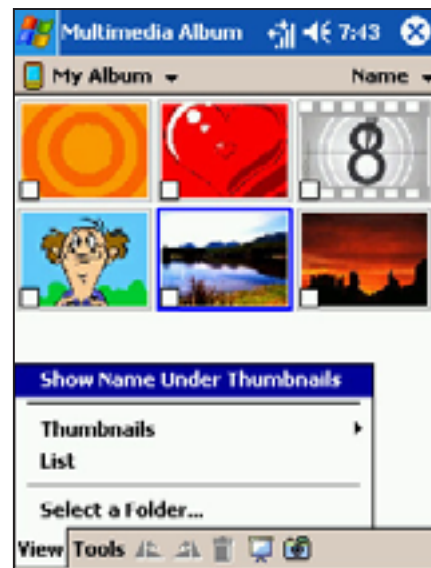 Multimedia Album 7:43
My Album Name
8
Show Name Under Thumbnails
Thumbnails
List
Select a Folder...
View Tools